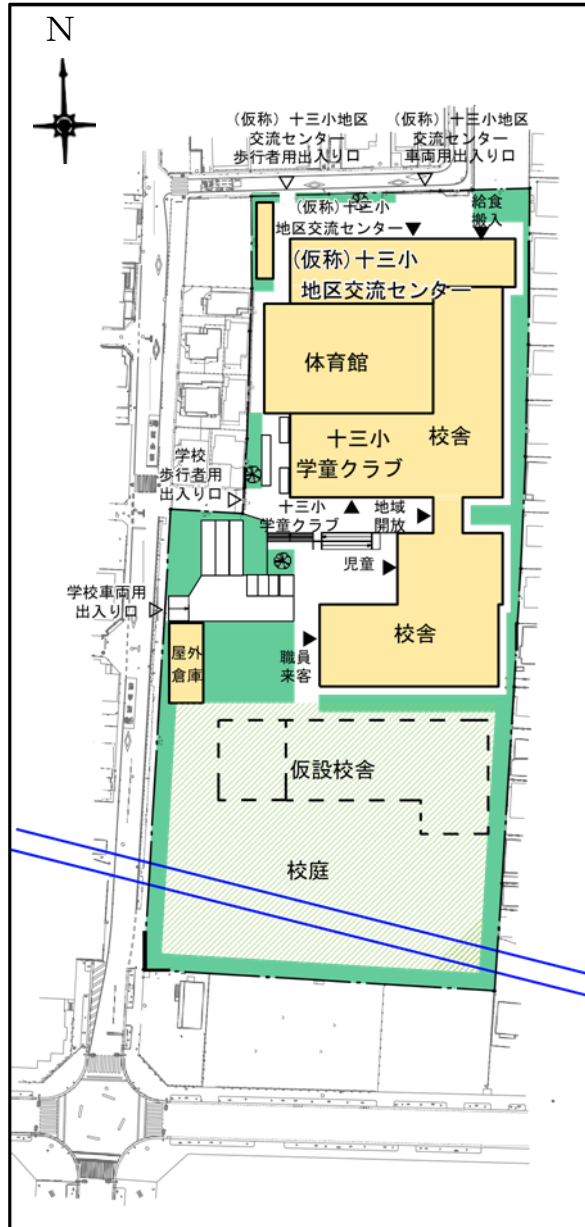 N
(仮称)十三小地区
交流センター
歩行者用出入り口
(仮称)十三小地区
交流センター
車両用出入り口
(仮称)十三小
地区交流センター
給食
搬入
(仮称)十三小
地区交流センター
体育館
十三小
学童クラブ
校舎
学校
歩行者用
出入り口
十三小
学童クラブ
地域
開放
児童
学校車両用
出入り口
屋外
倉庫
職員
来客
校舎
仮設校舎
校庭